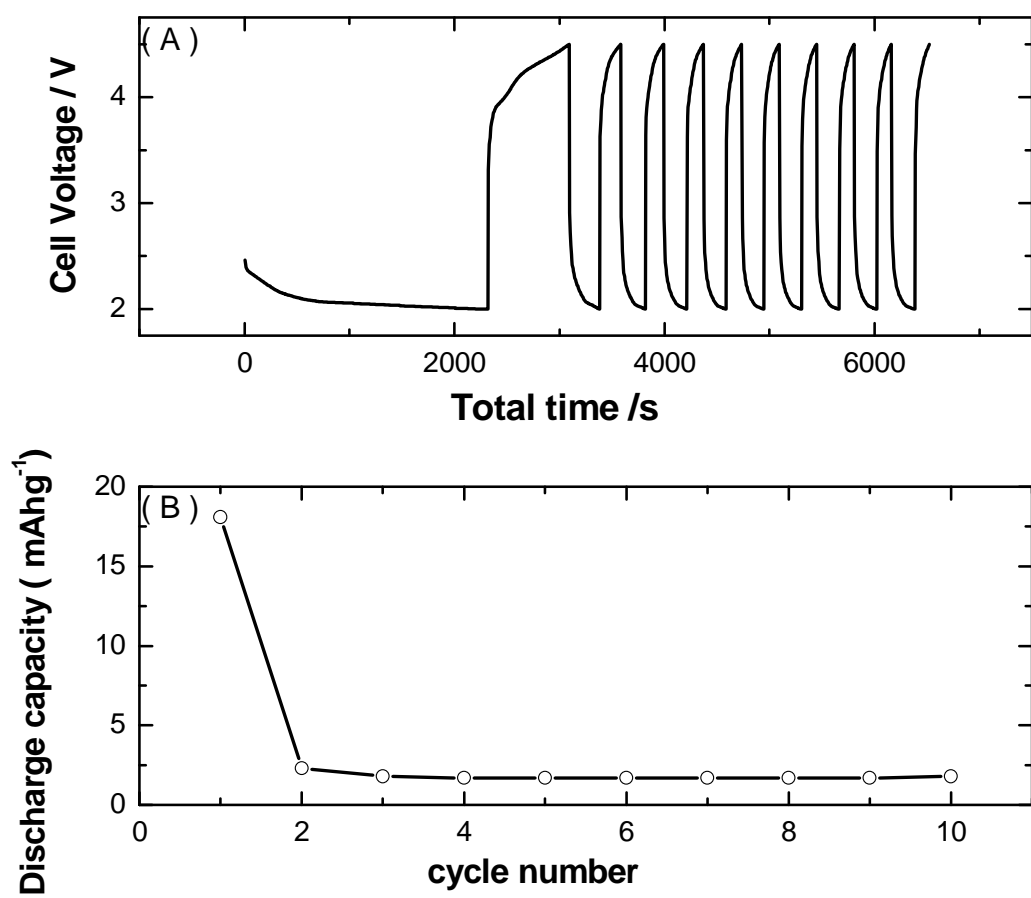 ( A )
Cell Voltage / V
4
3
2
0 2000 4000 6000
Total time /s
( B )
Discharge capacity ( mAhg⁻¹)
20
15
10
5
0
0 2 4 6 8 10
cycle number